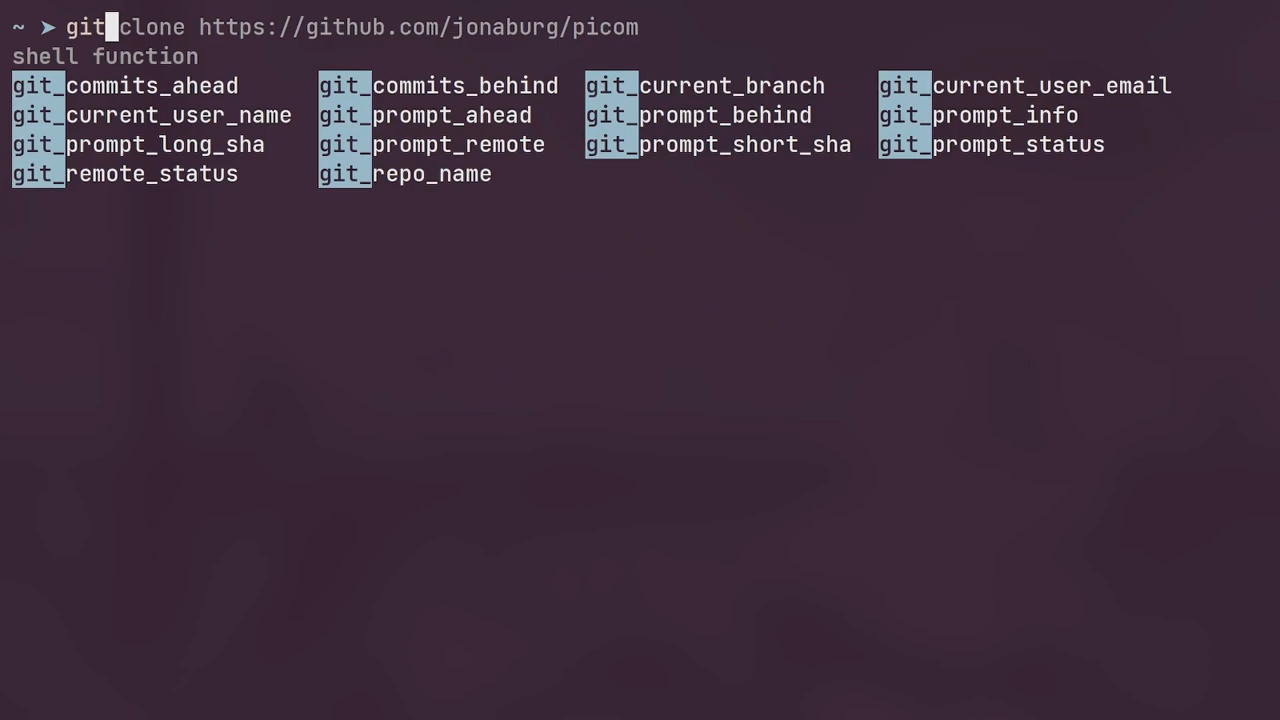 ~ ➤ git clone https://github.com/jonaburg/picom
shell function
git_commits_ahead git_commits_behind git_current_branch git_current_user_email
git_current_user_name git_prompt_ahead git_prompt_behind git_prompt_info
git_prompt_long_sha git_prompt_remote git_prompt_short_sha git_prompt_status
git_remote_status git_repo_name